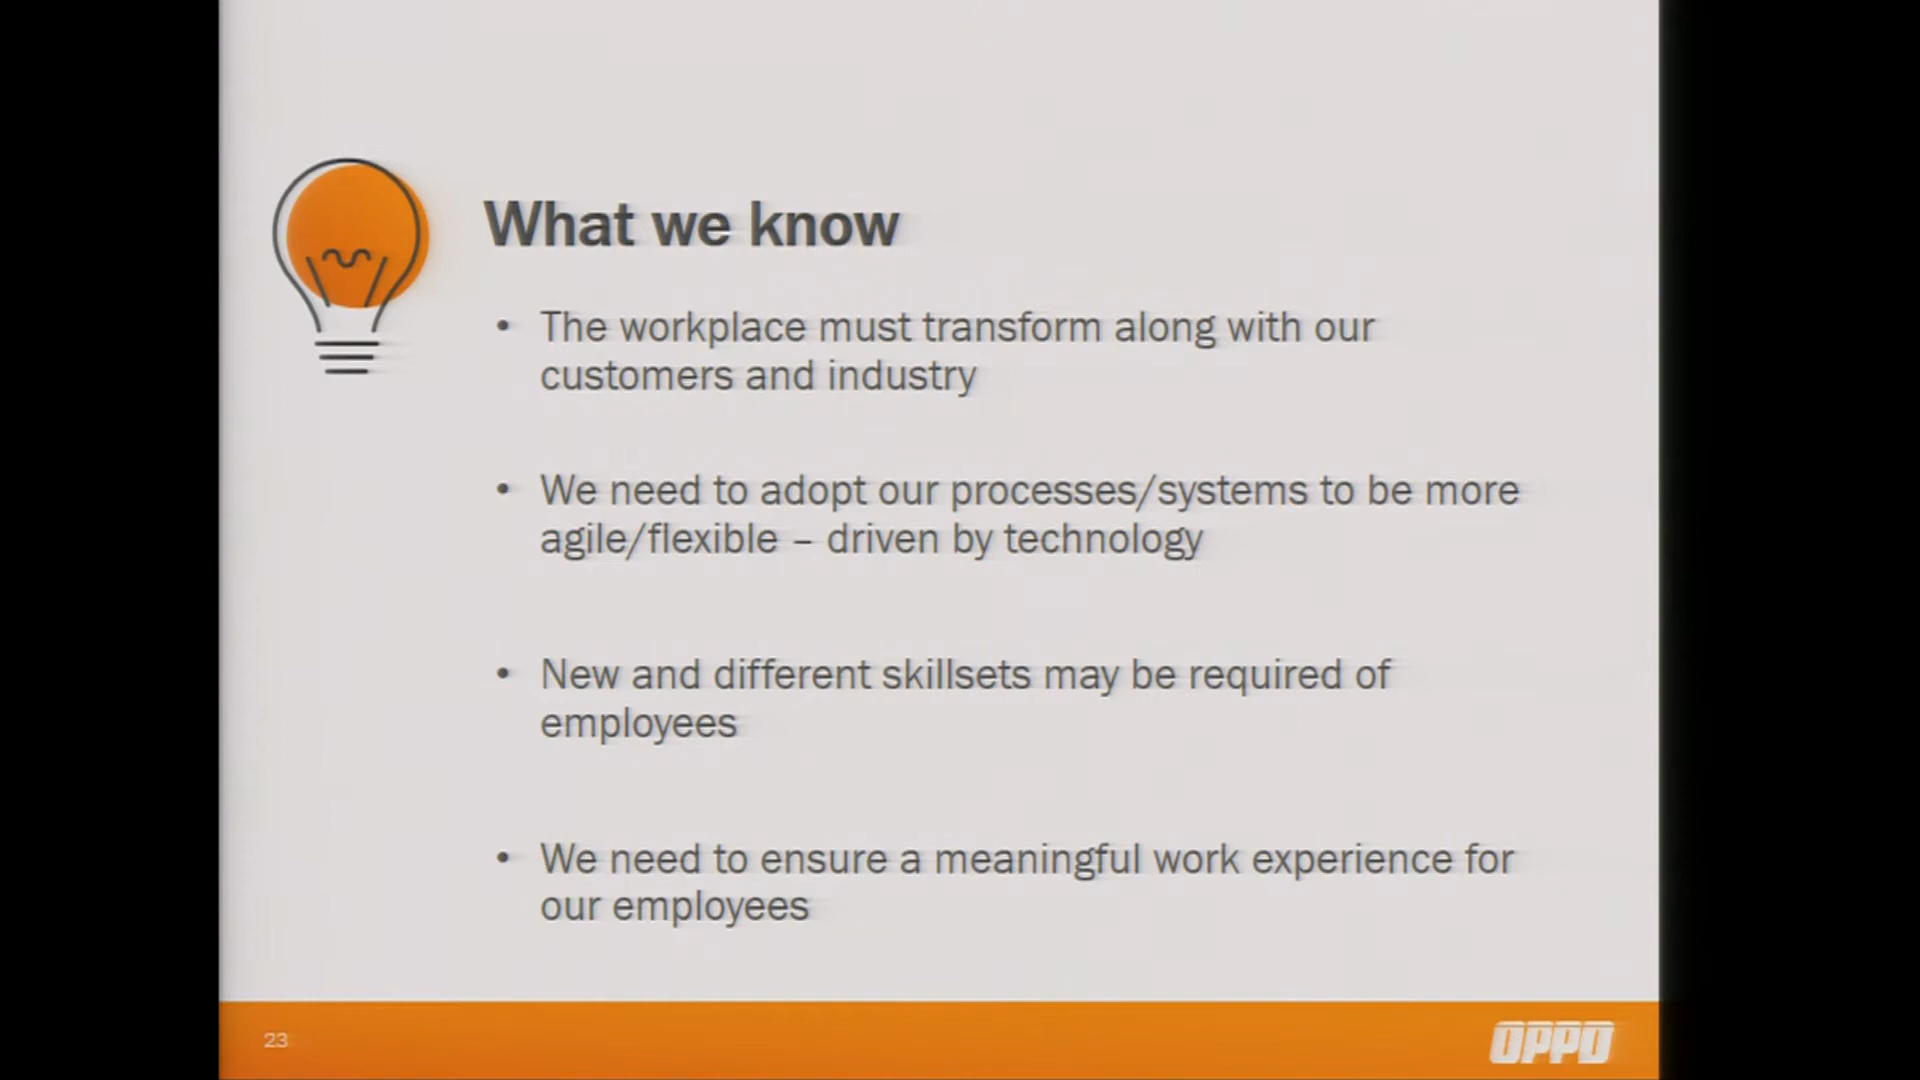 What we know
• The workplace must transform along with our
customers and industry
• We need to adopt our processes/systems to be more
agile/flexible – driven by technology
• New and different skillsets may be required of
employees
• We need to ensure a meaningful work experience for
our employees
23
OPPD